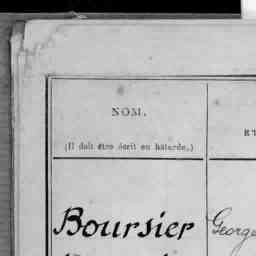 NOM.
(Il doit être écrit en bâtarde.)
Boursier